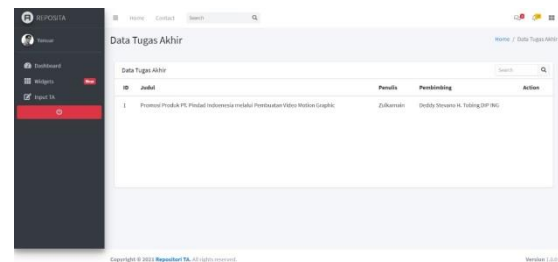 REPOSITA
Home Contact Search
Data Tugas Akhir
Home / Data Tugas Akhir
Dashboard
Widgets New
Input TA
Data Tugas Akhir
Search
ID Judul Penulis Pembimbing Action
1 Promosi Produk PT. Pindad Indonesia melalui Pembuatan Video Motion Graphic Zulkarnain Deddy Stevano H. Tobing DIP ING
Copyright © 2021 Repositori TA. All rights reserved.
Version